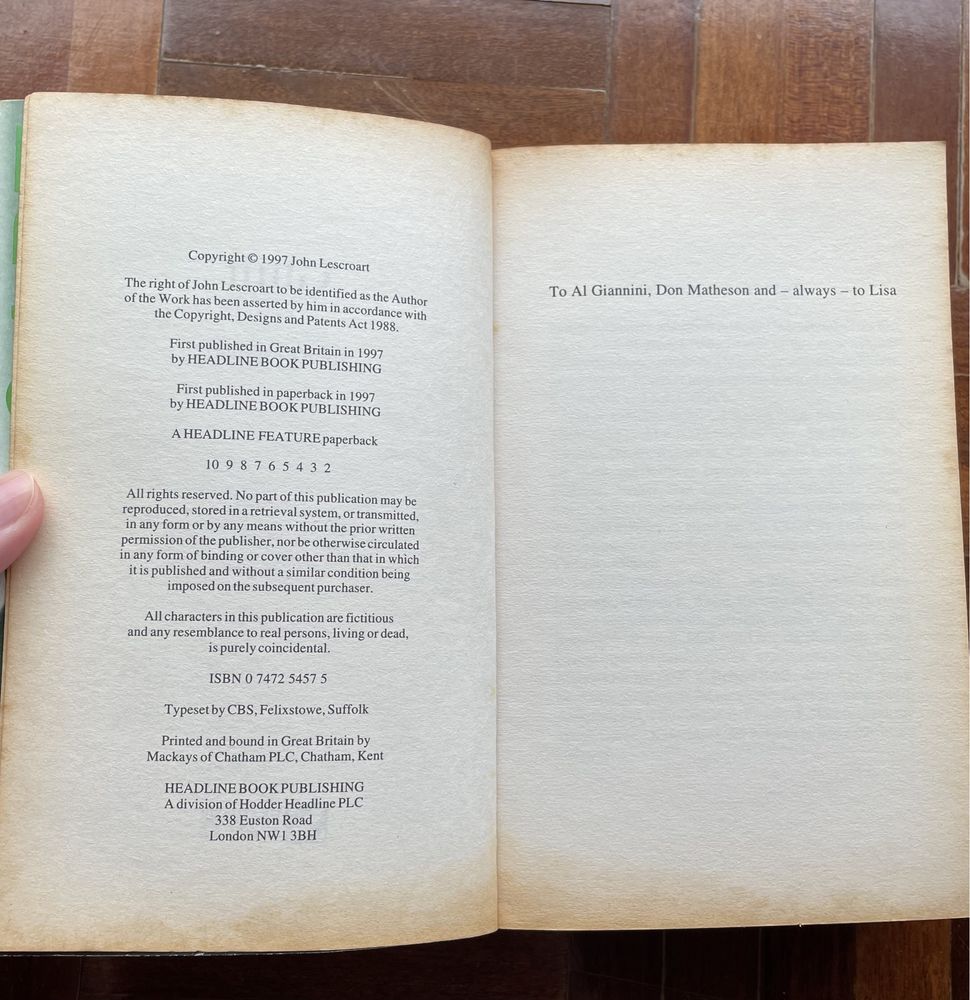 Copyright © 1997 John Lescroart
The right of John Lescroart to be identified as the Author
of the Work has been asserted by him in accordance with
the Copyright, Designs and Patents Act 1988.
First published in Great Britain in 1997
by HEADLINE BOOK PUBLISHING
First published in paperback in 1997
by HEADLINE BOOK PUBLISHING
A HEADLINE FEATURE paperback
10 9 8 7 6 5 4 3 2
All rights reserved. No part of this publication may be
reproduced, stored in a retrieval system, or transmitted,
in any form or by any means without the prior written
permission of the publisher, nor be otherwise circulated
in any form of binding or cover other than that in which
it is published and without a similar condition being
imposed on the subsequent purchaser.
All characters in this publication are fictitious
and any resemblance to real persons, living or dead,
is purely coincidental.
ISBN 0 7472 5457 5
Typeset by CBS, Felixstowe, Suffolk
Printed and bound in Great Britain by
Mackays of Chatham PLC, Chatham, Kent
HEADLINE BOOK PUBLISHING
A division of Hodder Headline PLC
338 Euston Road
London NW1 3BH
To Al Giannini, Don Matheson and – always – to Lisa